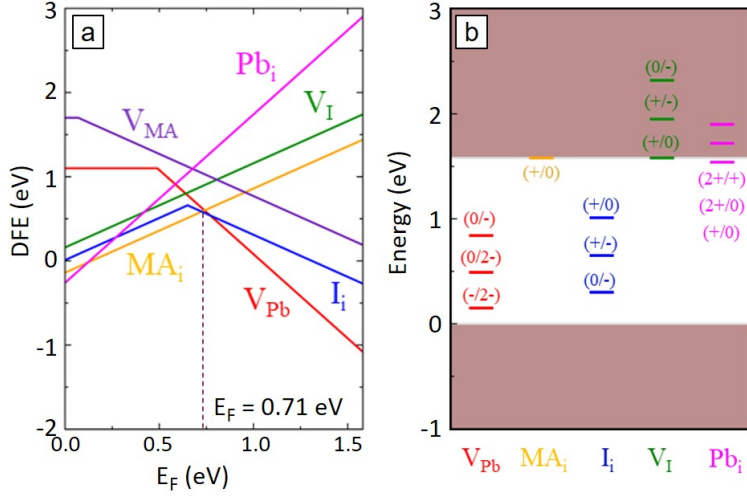 a
3
2
1
0
-1
-2
DFE (eV)
Pb_i
V_I
V_MA
MA_i
V_Pb
I_i
E_F = 0.71 eV
0.0
0.5
1.0
1.5
E_F (eV)
b
3
2
1
0
-1
Energy (eV)
(0/-)
(0/2-)
(-/2-)
(+/0)
(+/0)
(+/-)
(0/-)
(0/-)
(+/-)
(+/0)
(2+/+)
(2+/0)
(+/0)
V_Pb
MA_i
I_i
V_I
Pb_i